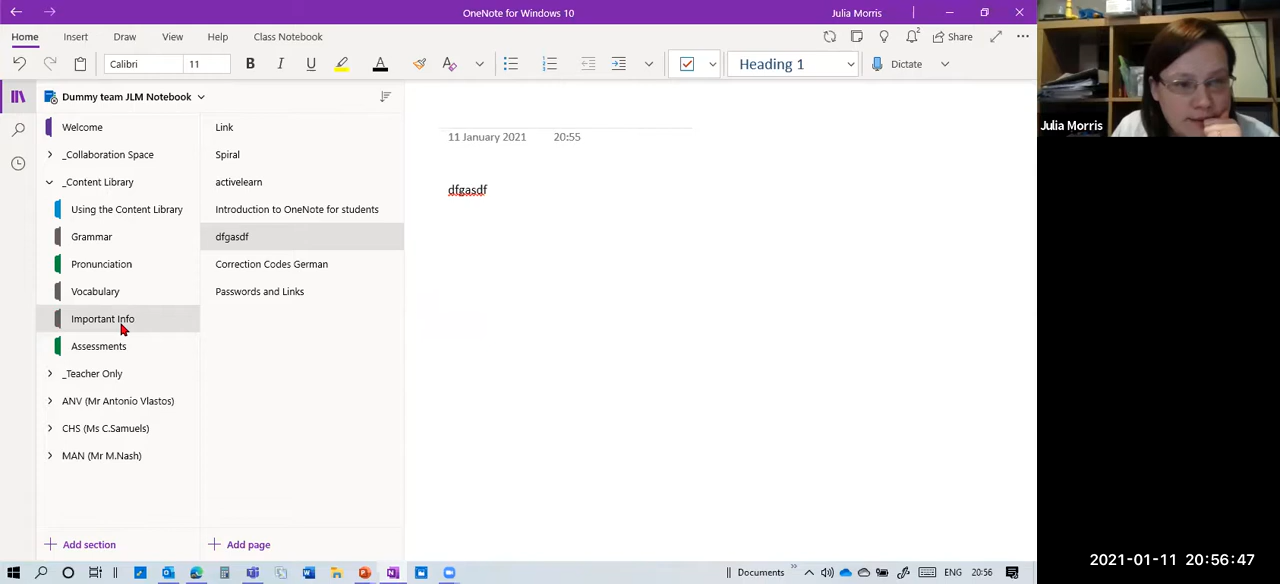 OneNote for Windows 10
Julia Morris
Home Insert Draw View Help Class Notebook
Share
Calibri 11 B I U A A Heading 1 Dictate
Dummy team JLM Notebook
Welcome
_Collaboration Space
_Content Library
Using the Content Library
Grammar
Pronunciation
Vocabulary
Important Info
Assessments
_Teacher Only
ANV (Mr Antonio Vlastos)
CHS (Ms C.Samuels)
MAN (Mr M.Nash)
Add section
Link
Spiral
activelearn
Introduction to OneNote for students
dfgasdf
Correction Codes German
Passwords and Links
Add page
11 January 2021 20:55
dfgasdf
Julia Morris
2021-01-11 20:56:47
Documents
ENG 20:56